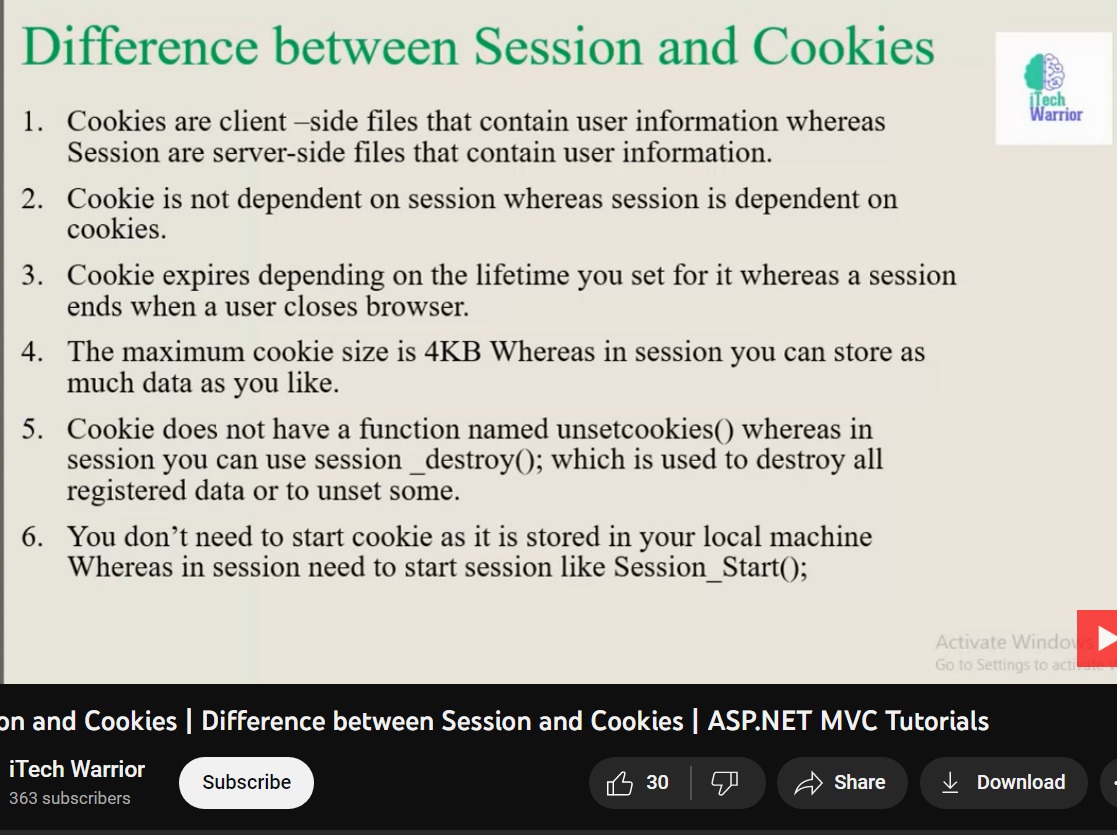 Difference between Session and Cookies
iTech
Warrior
1. Cookies are client –side files that contain user information whereas
Session are server-side files that contain user information.
2. Cookie is not dependent on session whereas session is dependent on
cookies.
3. Cookie expires depending on the lifetime you set for it whereas a session
ends when a user closes browser.
4. The maximum cookie size is 4KB Whereas in session you can store as
much data as you like.
5. Cookie does not have a function named unsetcookies() whereas in
session you can use session _destroy(); which is used to destroy all
registered data or to unset some.
6. You don’t need to start cookie as it is stored in your local machine
Whereas in session need to start session like Session_Start();
Activate Windows
Go to Settings to
on and Cookies | Difference between Session and Cookies | ASP.NET MVC Tutorials
iTech Warrior
363 subscribers
Subscribe
30
Share
Download